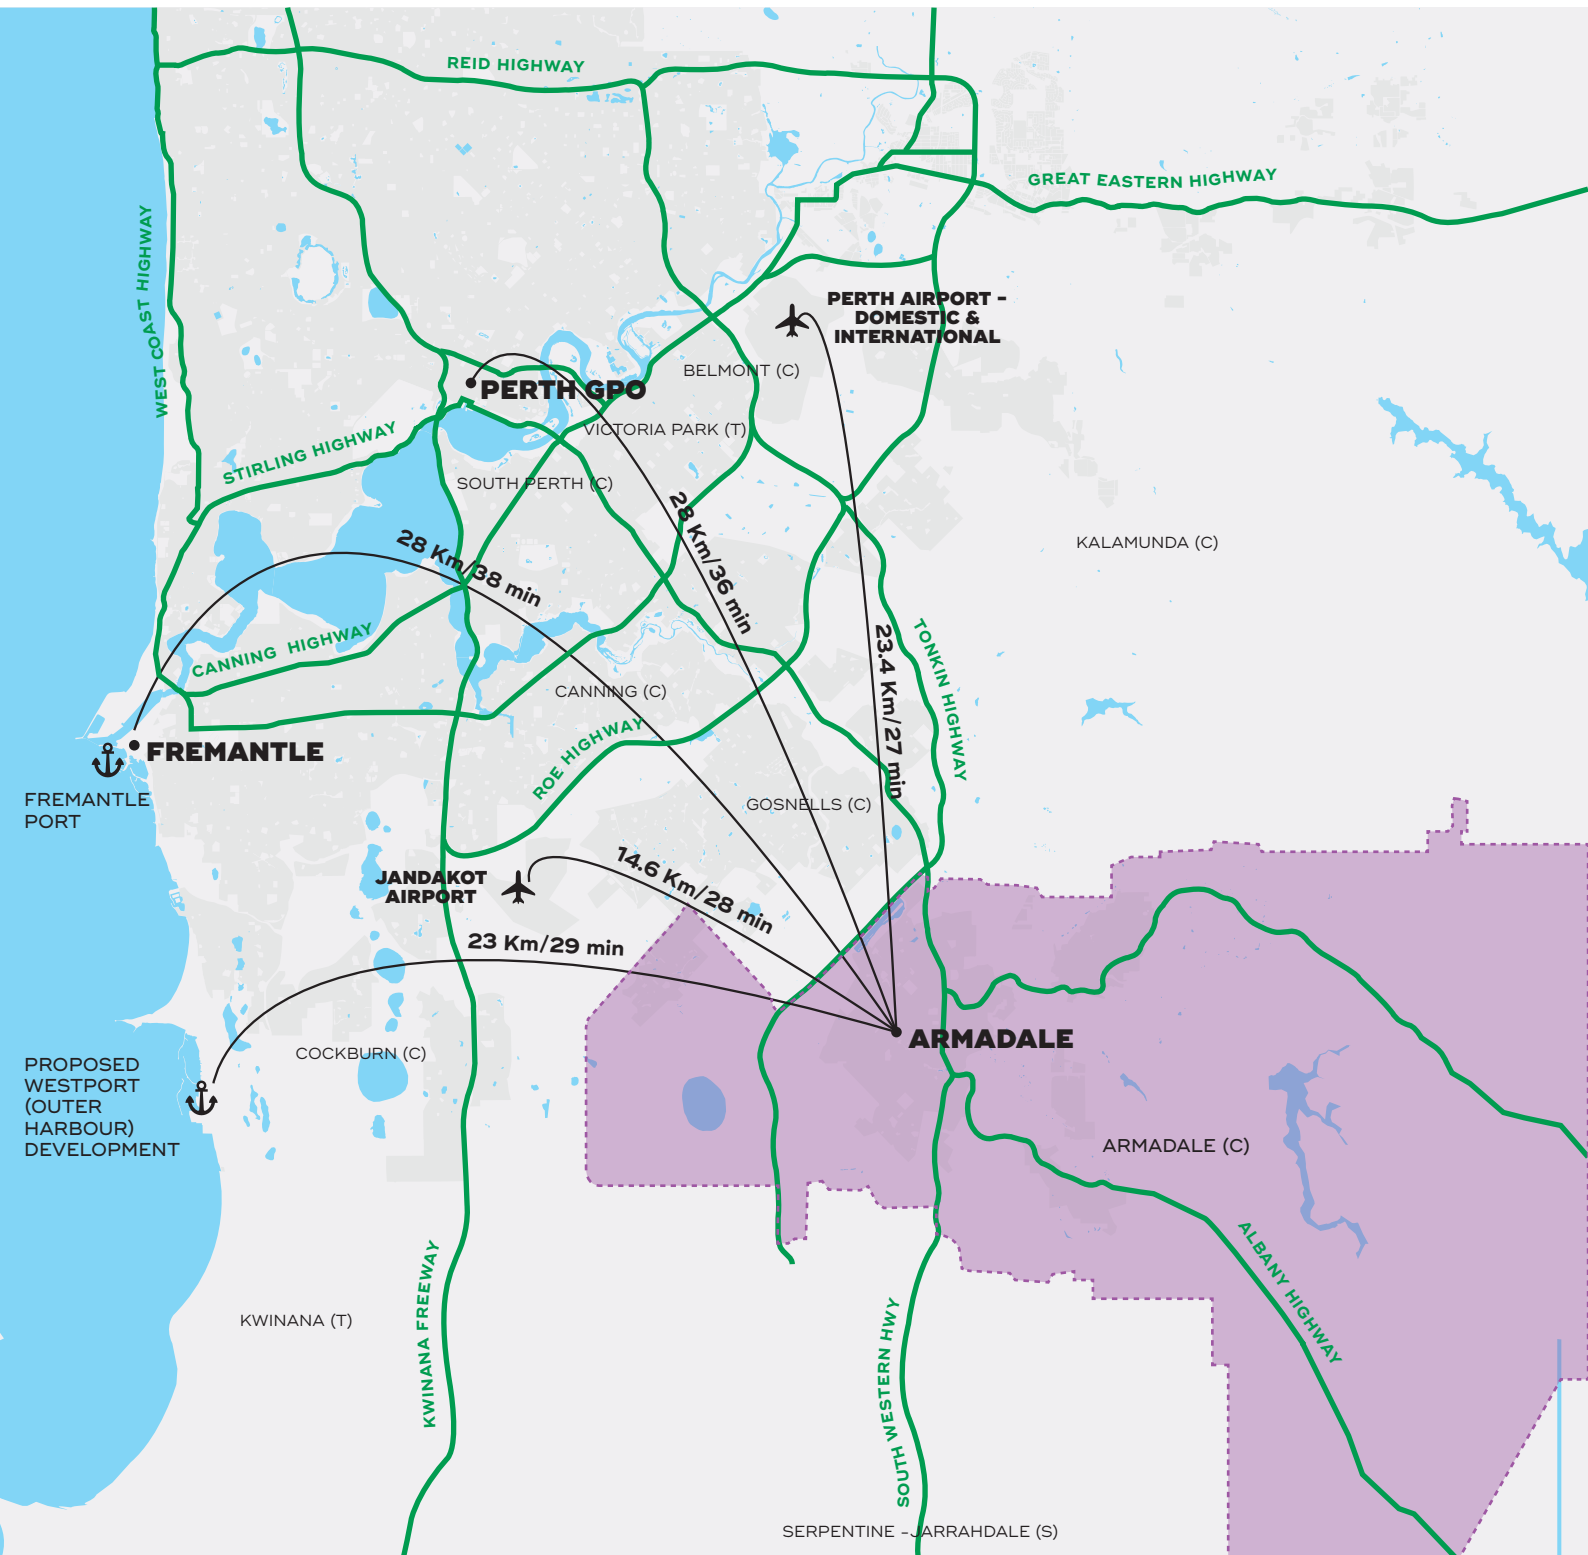 REID HIGHWAY
GREAT EASTERN HIGHWAY
WEST COAST HIGHWAY
PERTH AIRPORT -
DOMESTIC &
INTERNATIONAL
BELMONT (C)
PERTH GPO
VICTORIA PARK (T)
STIRLING HIGHWAY
SOUTH PERTH (C)
28 Km/36 min
28 Km/38 min
KALAMUNDA (C)
23.4 Km/27 min
TONKIN HIGHWAY
CANNING HIGHWAY
CANNING (C)
ROE HIGHWAY
FREMANTLE
FREMANTLE
PORT
GOSNELLS (C)
14.6 Km/28 min
JANDAKOT
AIRPORT
23 Km/29 min
ARMADALE
COCKBURN (C)
PROPOSED
WESTPORT
(OUTER
HARBOUR)
DEVELOPMENT
ARMADALE (C)
ALBANY HIGHWAY
KWINANA FREEWAY
KWINANA (T)
SOUTH WESTERN HWY
SERPENTINE -JARRAHDALE (S)